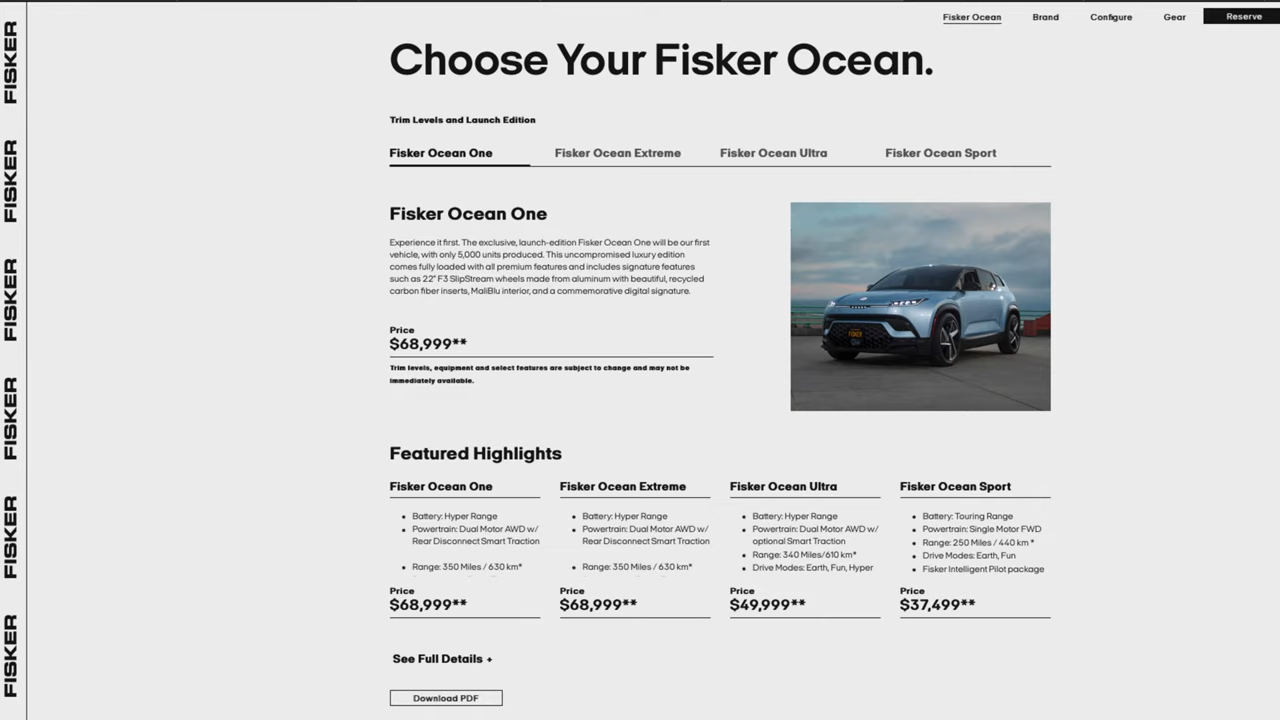 Fisker Ocean
Brand
Configure
Gear
Reserve
FISKER
FISKER
FISKER
FISKER
FISKER
FISKER
Choose Your Fisker Ocean.
Trim Levels and Launch Edition
Fisker Ocean One
Fisker Ocean Extreme
Fisker Ocean Ultra
Fisker Ocean Sport
Fisker Ocean One
Experience it first. The exclusive, launch-edition Fisker Ocean One will be our first
vehicle, with only 5,000 units produced. This uncompromised luxury edition
comes fully loaded with all premium features and includes signature features
such as 22" F3 SlipStream wheels made from aluminum with beautiful, recycled
carbon fiber inserts, MaliBlu interior, and a commemorative digital signature.
Price
$68,999**
Trim levels, equipment and select features are subject to change and may not be
immediately available.
FISKER
Featured Highlights
Fisker Ocean One
• Battery: Hyper Range
• Powertrain: Dual Motor AWD w/
Rear Disconnect Smart Traction
• Range: 350 Miles / 630 km*
Price
$68,999**
Fisker Ocean Extreme
• Battery: Hyper Range
• Powertrain: Dual Motor AWD w/
Rear Disconnect Smart Traction
• Range: 350 Miles / 630 km*
Price
$68,999**
Fisker Ocean Ultra
• Battery: Hyper Range
• Powertrain: Dual Motor AWD w/
optional Smart Traction
• Range: 340 Miles/610 km*
• Drive Modes: Earth, Fun, Hyper
Price
$49,999**
Fisker Ocean Sport
• Battery: Touring Range
• Powertrain: Single Motor FWD
• Range: 250 Miles / 440 km *
• Drive Modes: Earth, Fun
• Fisker Intelligent Pilot package
Price
$37,499**
See Full Details +
Download PDF